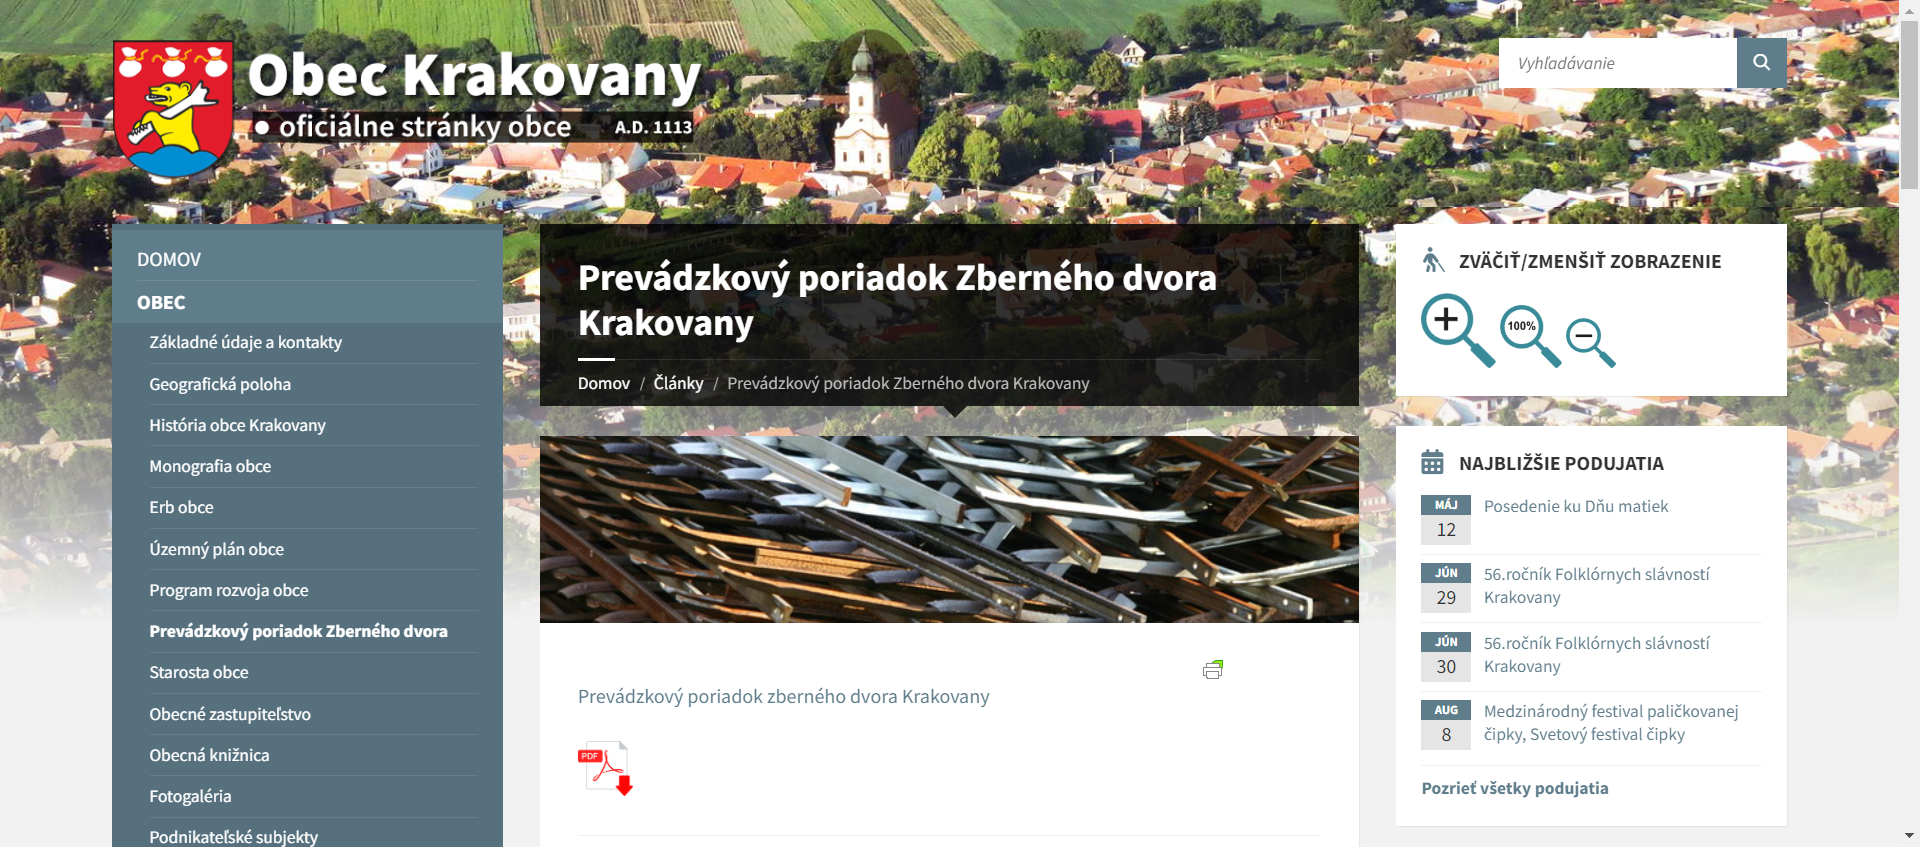 Obec Krakovany
oficiálne stránky obce A.D. 1113
Vyhľadávanie
DOMOV
OBEC
Základné údaje a kontakty
Geografická poloha
História obce Krakovany
Monografia obce
Erb obce
Územný plán obce
Program rozvoja obce
Prevádzkový poriadok Zberného dvora
Starosta obce
Obecné zastupiteľstvo
Obecná knižnica
Fotogaléria
Podnikateľské subjekty
Prevádzkový poriadok Zberného dvora
Krakovany
Domov / Články / Prevádzkový poriadok Zberného dvora Krakovany
Prevádzkový poriadok zberného dvora Krakovany
PDF
ZVÄČIŤ/ZMENŠIŤ ZOBRAZENIE
100%
NAJBLIŽŠIE PODUJATIA
MÁJ
12
Posedenie ku Dňu matiek
JÚN
29
56.ročník Folklórnych slávností
Krakovany
JÚN
30
56.ročník Folklórnych slávností
Krakovany
AUG
8
Medzinárodný festival paličkovanej
čipky, Svetový festival čipky
Pozrieť všetky podujatia